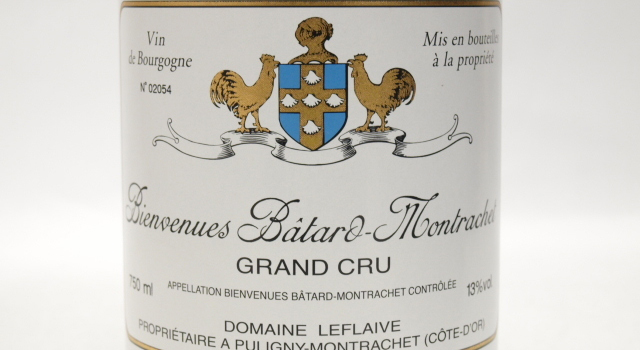 Vin
de Bourgogne
N° 02054
Mis en bouteilles
à la propriété
Bienvenues Bâtard-Montrachet
GRAND CRU
750 ml
APPELLATION BIENVENUES BÂTARD-MONTRACHET CONTRÔLÉE
13% vol.
DOMAINE LEFLAIVE
PROPRIÉTAIRE A PULIGNY-MONTRACHET (CÔTE-D'OR)